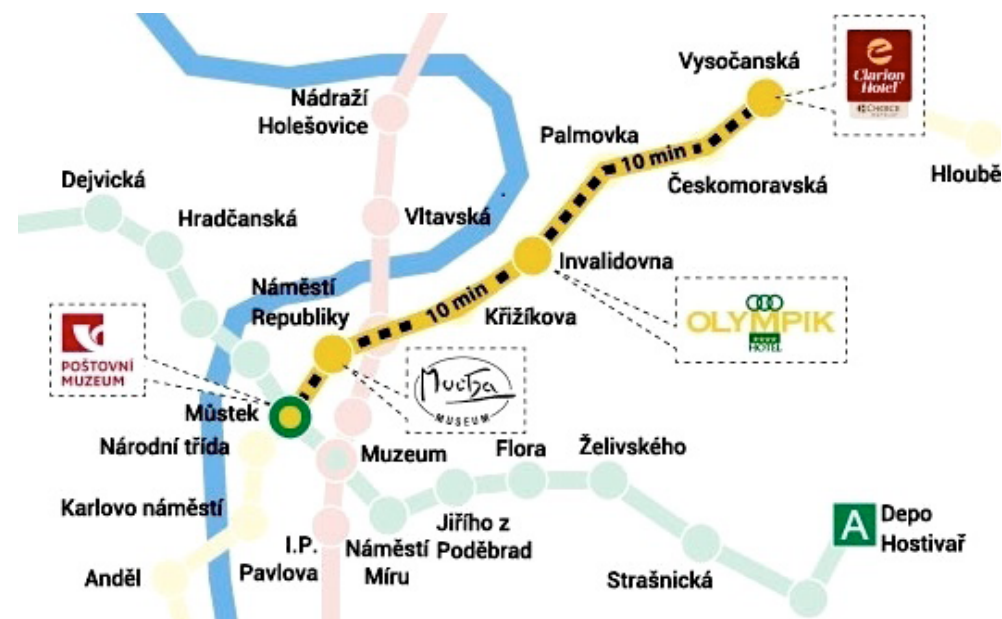 Vysočanská
Clarion
Hotel
CHOICE
HOTELS
Nádraží
Holešovice
Palmovka
10 min
Českomoravská
Hloubě
Dejvická
Hradčanská
Vltavská
Invalidovna
Náměstí
Republiky
10 min
Křižíkova
OLYMPIK
HOTEL
POŠTOVNÍ
MUZEUM
Mucha
MUSEUM
Můstek
Národní třída
Muzeum
Flora
Želivského
Karlovo náměstí
I.P.
Pavlova
Náměstí
Míru
Jiřího z
Poděbrad
A
Depo
Hostivař
Anděl
Strašnická